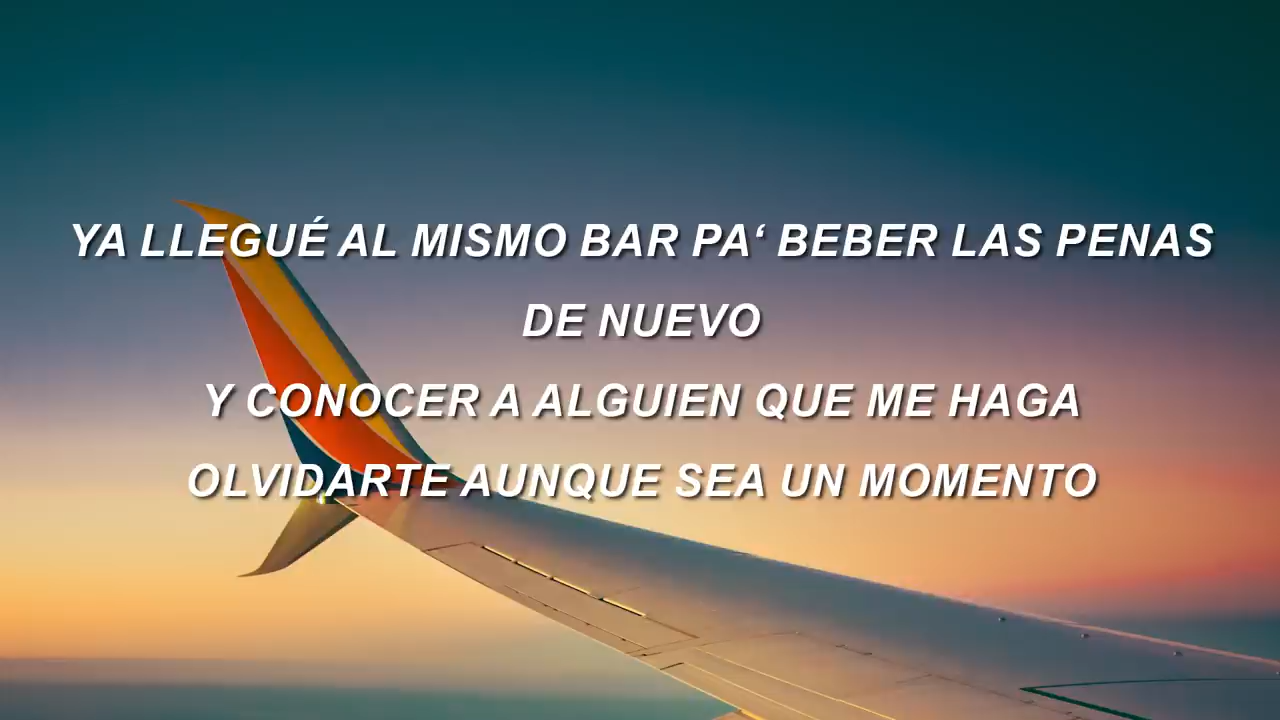 YA LLEGUÉ AL MISMO BAR PA‘ BEBER LAS PENAS
DE NUEVO
Y CONOCER A ALGUIEN QUE ME HAGA
OLVIDARTE AUNQUE SEA UN MOMENTO